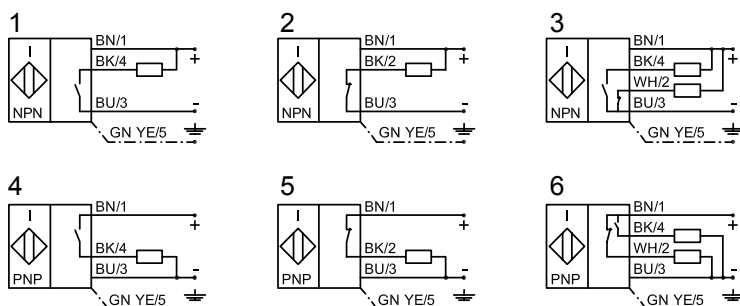 1
BN/1
BK/4
+
I
NPN
BU/3
-
GN YE/5
2
BN/1
BK/2
+
I
NPN
BU/3
-
GN YE/5
3
BN/1
BK/4
+
WH/2
I
NPN
BU/3
-
GN YE/5
4
BN/1
+
I
BK/4
PNP
BU/3
-
GN YE/5
5
BN/1
+
I
BK/2
PNP
BU/3
-
GN YE/5
6
BN/1
+
BK/4
I
WH/2
PNP
BU/3
-
GN YE/5